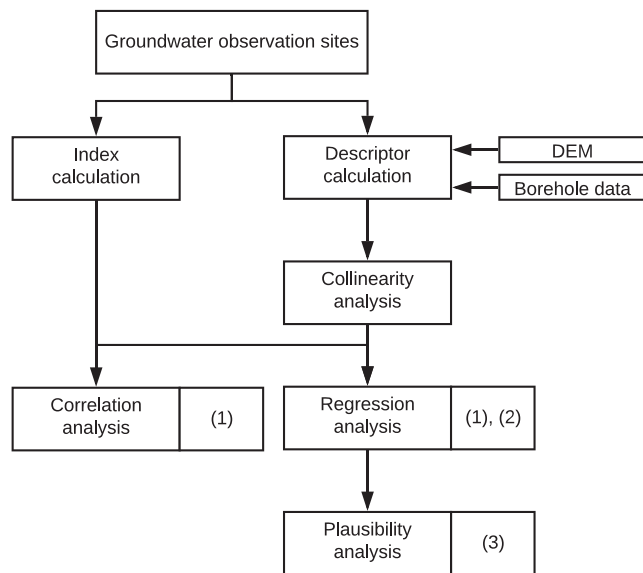 Groundwater observation sites
Index
calculation
Descriptor
calculation
DEM
Borehole data
Collinearity
analysis
Correlation
analysis
(1)
Regression
analysis
(1), (2)
Plausibility
analysis
(3)